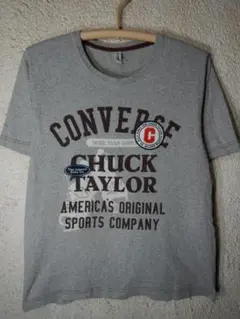 CONVERSE
CHUCK
TAYLOR
AMERICA'S ORIGINAL
SPORTS COMPANY